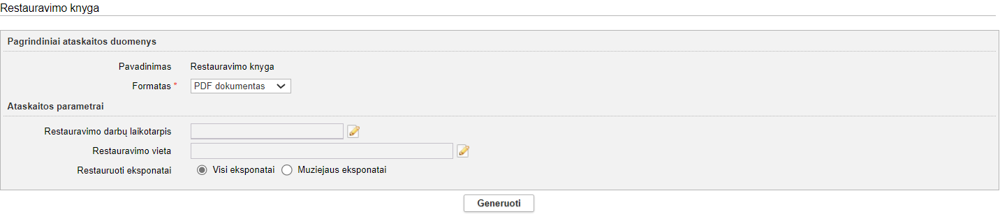 Restauravimo knyga
Pagrindiniai ataskaitos duomenys
Pavadinimas Restauravimo knyga
Formatas * PDF dokumentas
Ataskaitos parametrai
Restauravimo darbų laikotarpis
Restauravimo vieta
Restauruoti eksponatai Visi eksponatai Muziejaus eksponatai
Generuoti